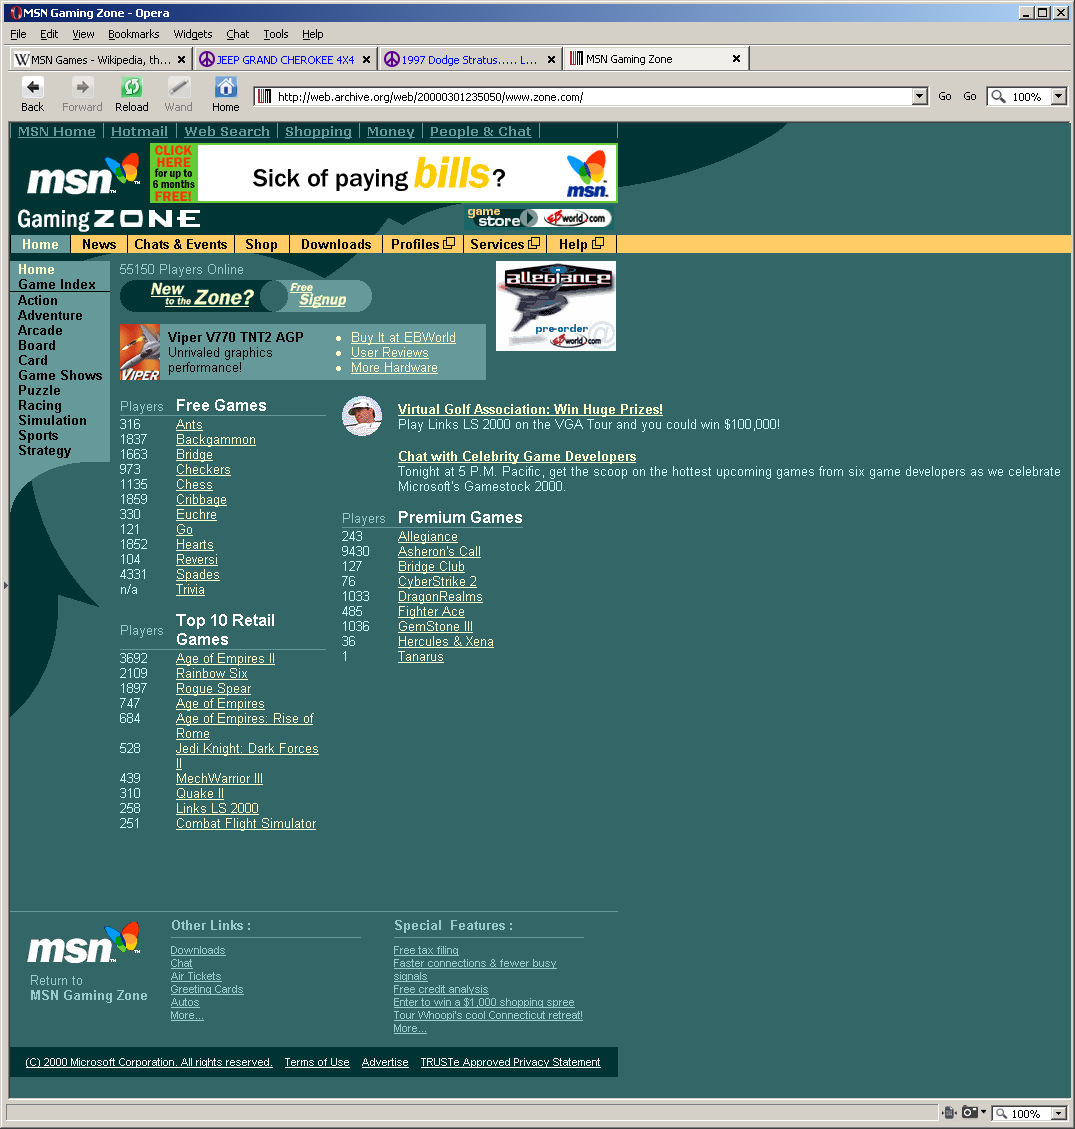 MSN Gaming Zone - Opera
File Edit View Bookmarks Widgets Chat Tools Help
MSN Games - Wikipedia, th... JEEP GRAND CHEROKEE 4X4 1997 Dodge Stratus..... L... MSN Gaming Zone
Back Forward Reload Wand Home http://web.archive.org/web/20000301235050/www.zone.com/ Go Go 100%
MSN Home Hotmail Web Search Shopping Money People & Chat
msn
CLICK
HERE
for up to
6 months
FREE!
Sick of paying bills?
msn
Gaming ZONE
game
store
ebworld.com
Home News Chats & Events Shop Downloads Profiles Services Help
Home
Game Index
Action
Adventure
Arcade
Board
Card
Game Shows
Puzzle
Racing
Simulation
Sports
Strategy
55150 Players Online
New
to the Zone?
Free
Signup
allegiance
pre-order @
ebworld.com
VIPER
Viper V770 TNT2 AGP
Unrivaled graphics
performance!
Buy It at EBWorld
User Reviews
More Hardware
Players Free Games
316 Ants
1837 Backgammon
1663 Bridge
973 Checkers
1135 Chess
1859 Cribbage
330 Euchre
121 Go
1852 Hearts
104 Reversi
4331 Spades
n/a Trivia
Players Top 10 Retail
Games
3692 Age of Empires II
2109 Rainbow Six
1897 Rogue Spear
747 Age of Empires
684 Age of Empires: Rise of
Rome
528 Jedi Knight: Dark Forces
II
439 MechWarrior III
310 Quake II
258 Links LS 2000
251 Combat Flight Simulator
Virtual Golf Association: Win Huge Prizes!
Play Links LS 2000 on the VGA Tour and you could win $100,000!
Chat with Celebrity Game Developers
Tonight at 5 P.M. Pacific, get the scoop on the hottest upcoming games from six game developers as we celebrate
Microsoft's Gamestock 2000.
Players Premium Games
243 Allegiance
9430 Asheron's Call
127 Bridge Club
76 CyberStrike 2
1033 DragonRealms
485 Fighter Ace
1036 GemStone III
36 Hercules & Xena
1 Tanarus
msn
Return to
MSN Gaming Zone
Other Links :
Downloads
Chat
Air Tickets
Greeting Cards
Autos
More...
Special Features :
Free tax filing
Faster connections & fewer busy
signals
Free credit analysis
Enter to win a $1,000 shopping spree
Tour Whoopi's cool Connecticut retreat!
More...
(C) 2000 Microsoft Corporation. All rights reserved. Terms of Use Advertise TRUSTe Approved Privacy Statement
100%